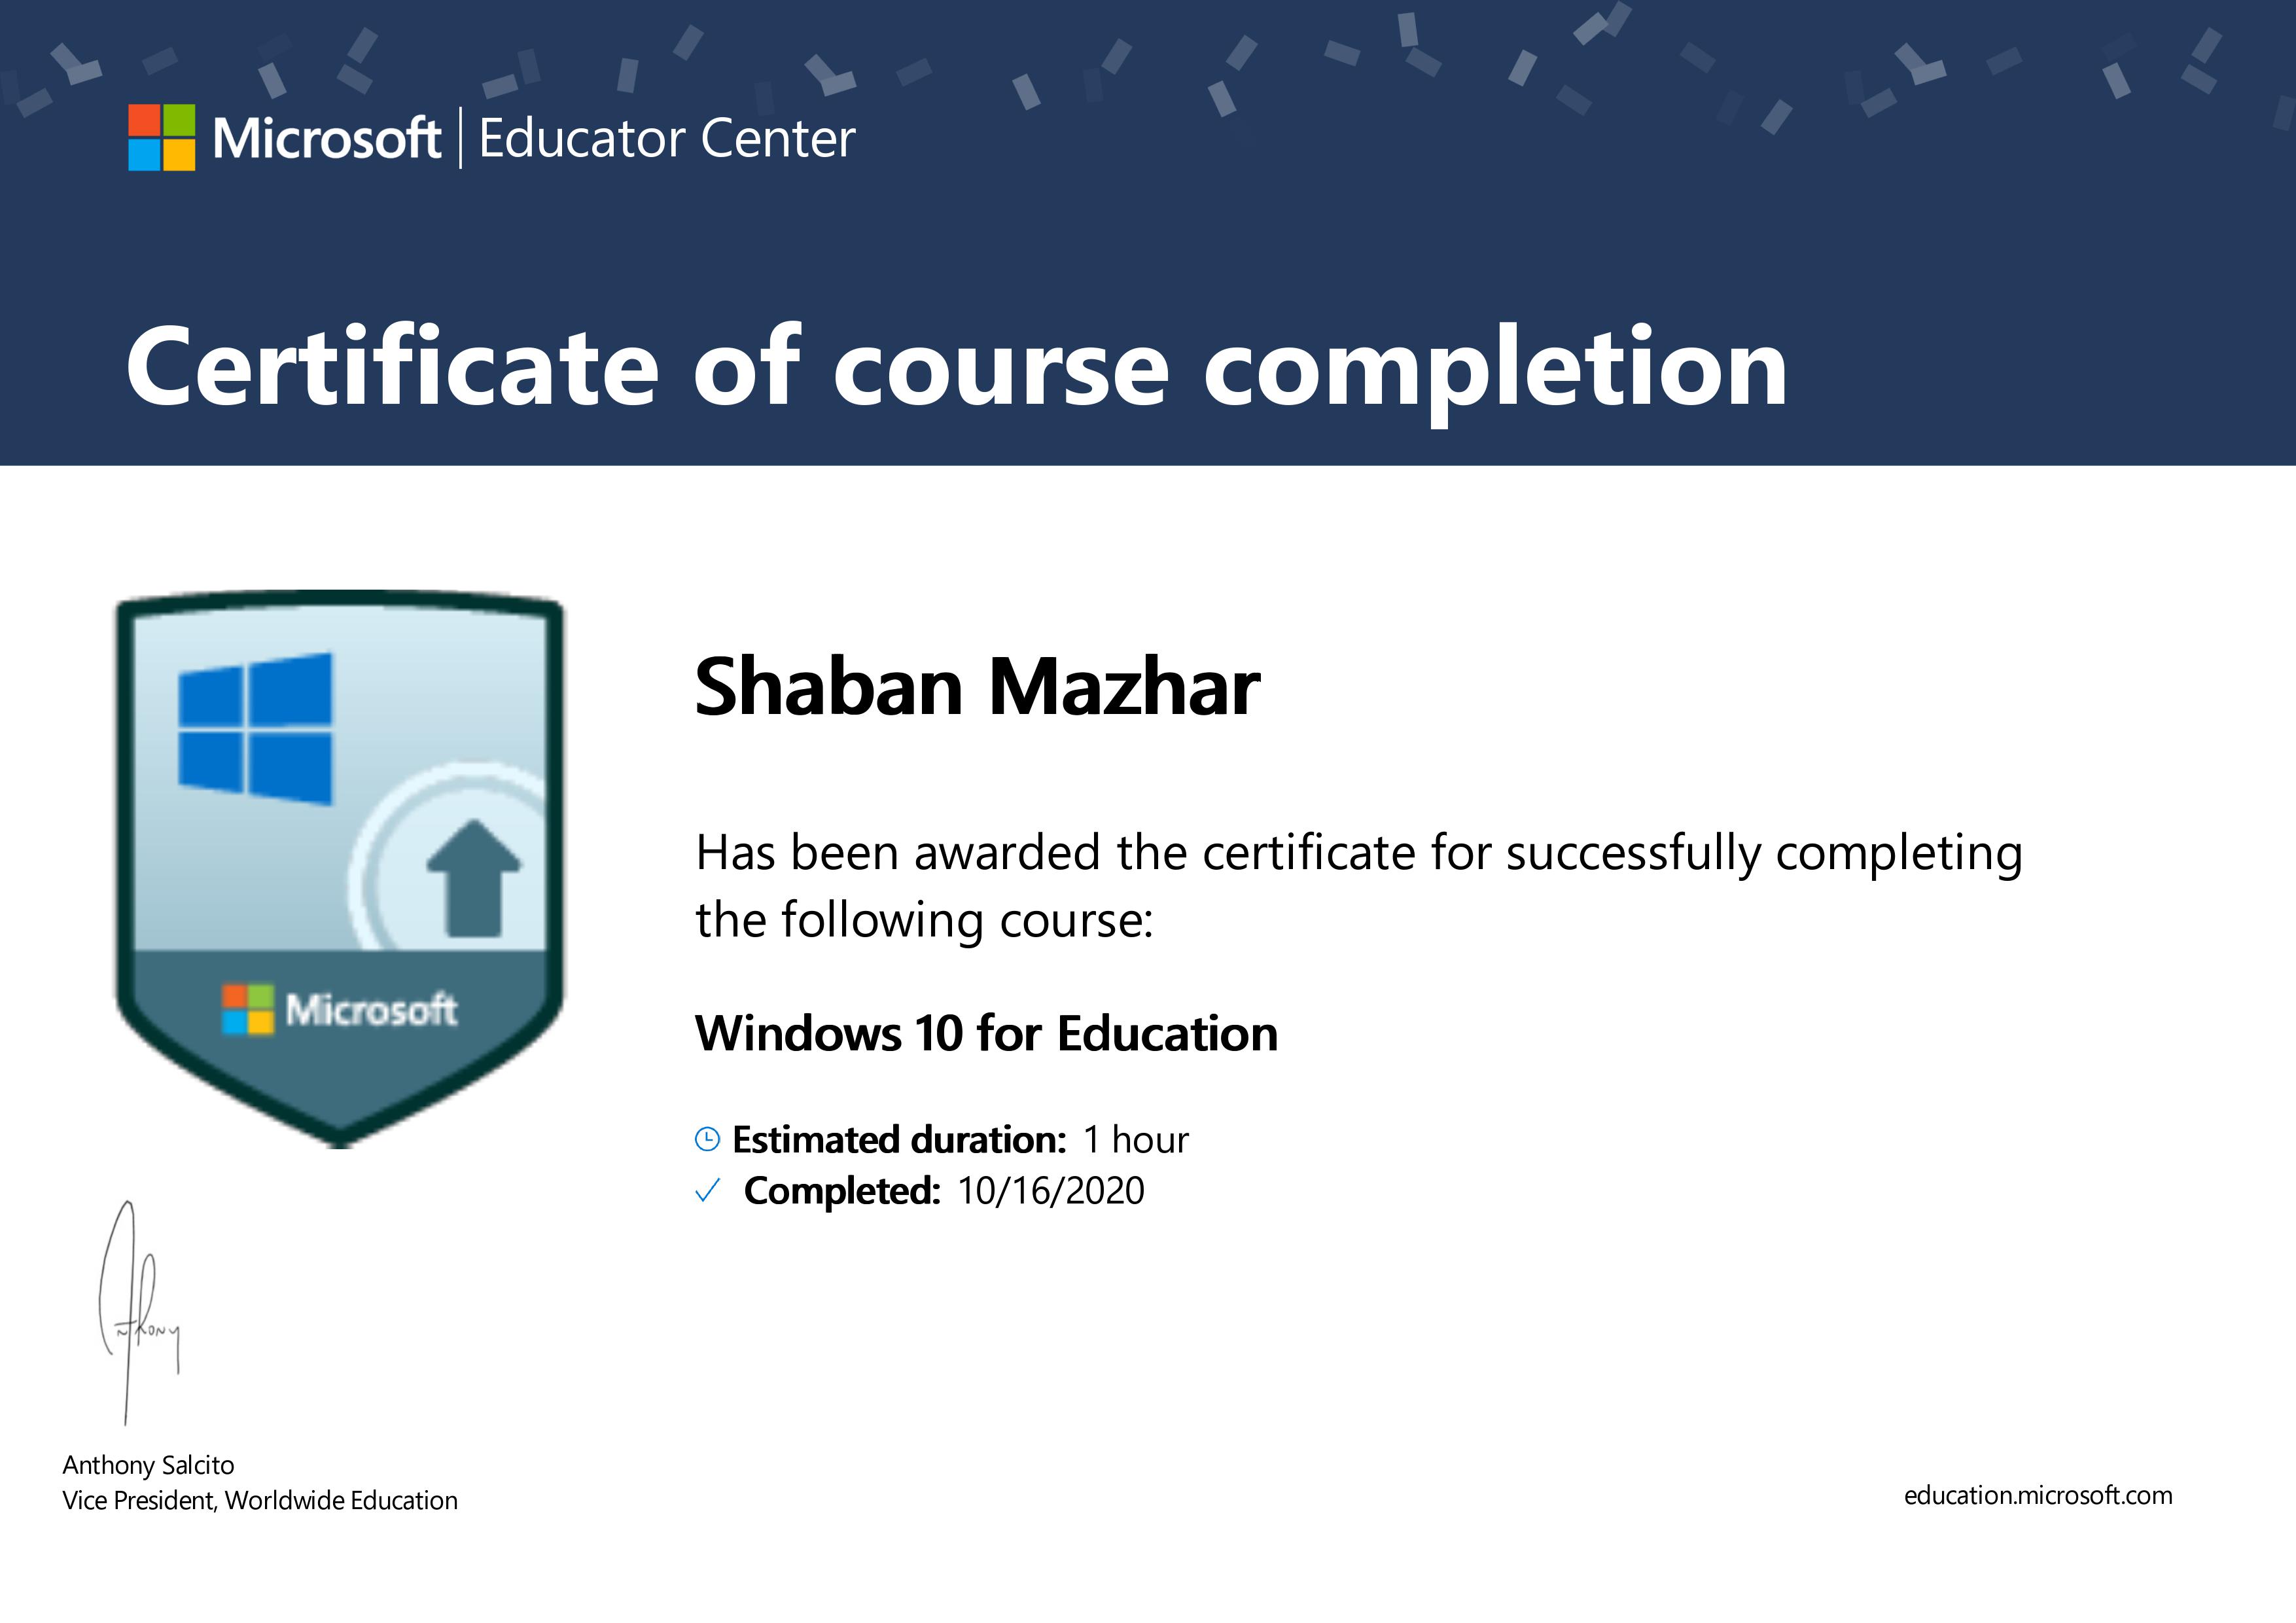 Microsoft | Educator Center
Certificate of course completion
Shaban Mazhar
Has been awarded the certificate for successfully completing
the following course:
Windows 10 for Education
Estimated duration: 1 hour
Completed: 10/16/2020
Microsoft
Anthony
Anthony Salcito
Vice President, Worldwide Education
education.microsoft.com